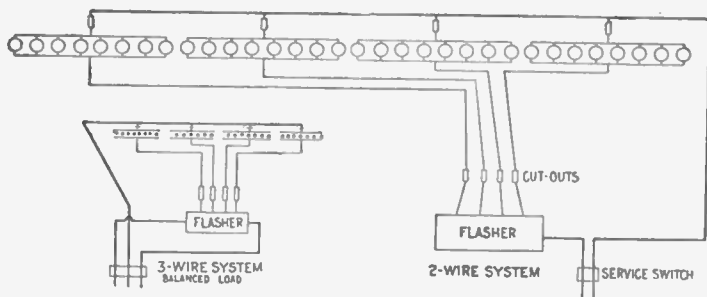 CUT-OUTS
FLASHER
FLASHER
3-WIRE SYSTEM
BALANCED LOAD
2-WIRE SYSTEM
SERVICE SWITCH